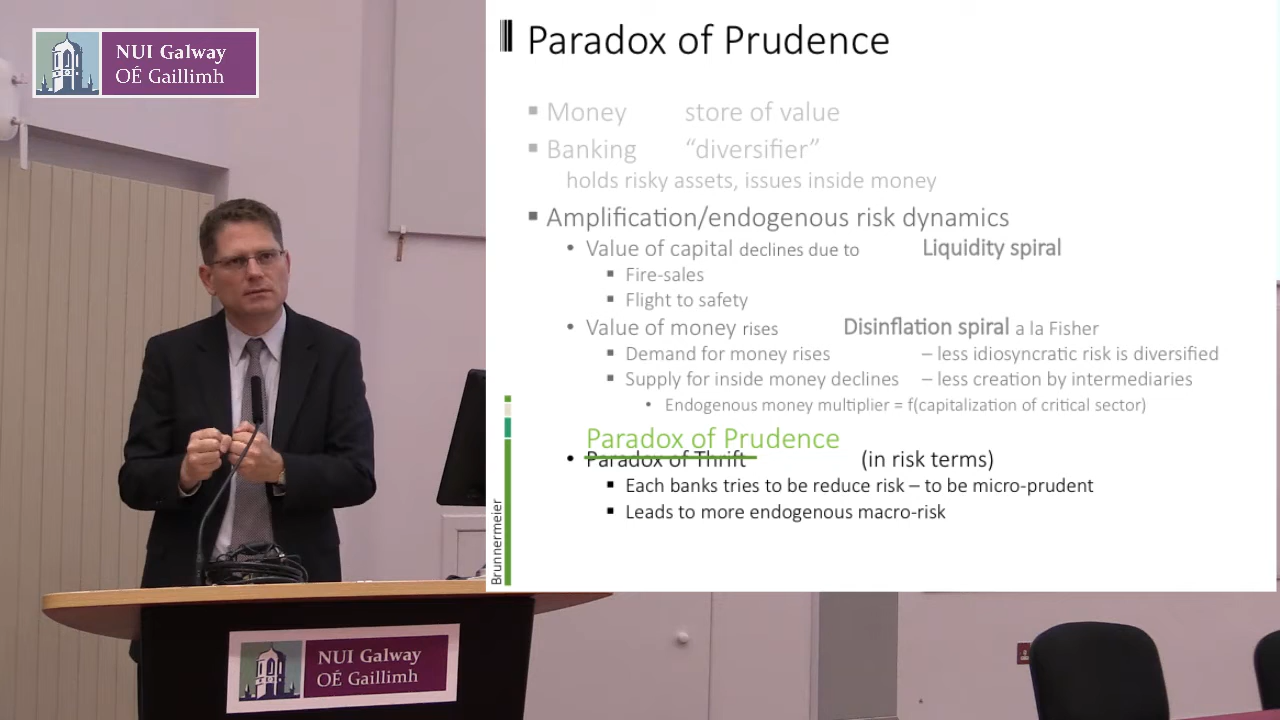 NUI Galway
OÉ Gaillimh
Paradox of Prudence
Money store of value
Banking “diversifier”
holds risky assets, issues inside money
Amplification/endogenous risk dynamics
Value of capital declines due to Liquidity spiral
Fire-sales
Flight to safety
Value of money rises Disinflation spiral a la Fisher
Demand for money rises – less idiosyncratic risk is diversified
Supply for inside money declines – less creation by intermediaries
Endogenous money multiplier = f(capitalization of critical sector)
Paradox of Prudence
Paradox of Thrift (in risk terms)
Each banks tries to be reduce risk – to be micro-prudent
Leads to more endogenous macro-risk
Brunnermeier
NUI Galway
OÉ Gaillimh